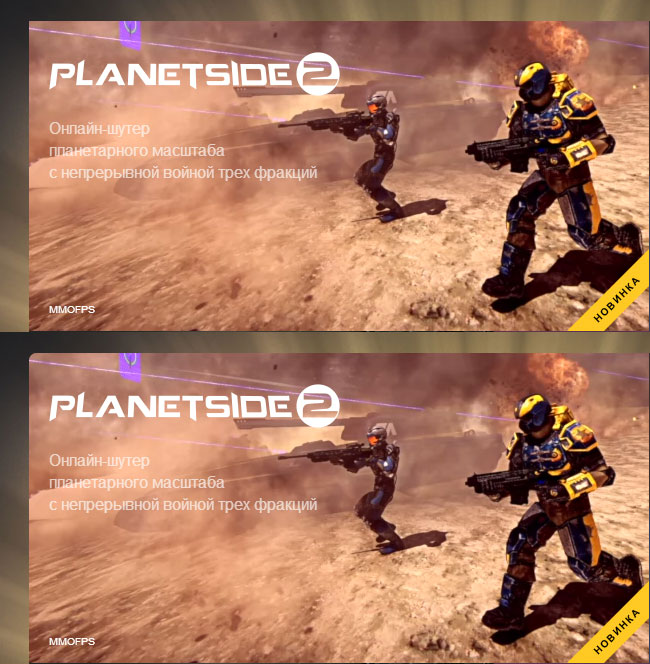 PLANETSIDE 2
Онлайн-шутер
планетарного масштаба
с непрерывной войной трех фракций
MMOFPS
НОВИНКА
PLANETSIDE 2
Онлайн-шутер
планетарного масштаба
с непрерывной войной трех фракций
MMOFPS
НОВИНКА